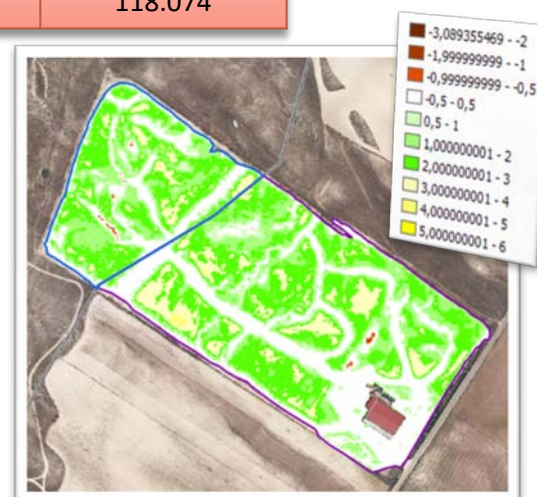 118.074
-3,089355469 - -2
-1,999999999 - -1
-0,999999999 - -0,5
-0,5 - 0,5
0,5 - 1
1,000000001 - 2
2,000000001 - 3
3,000000001 - 4
4,000000001 - 5
5,000000001 - 6